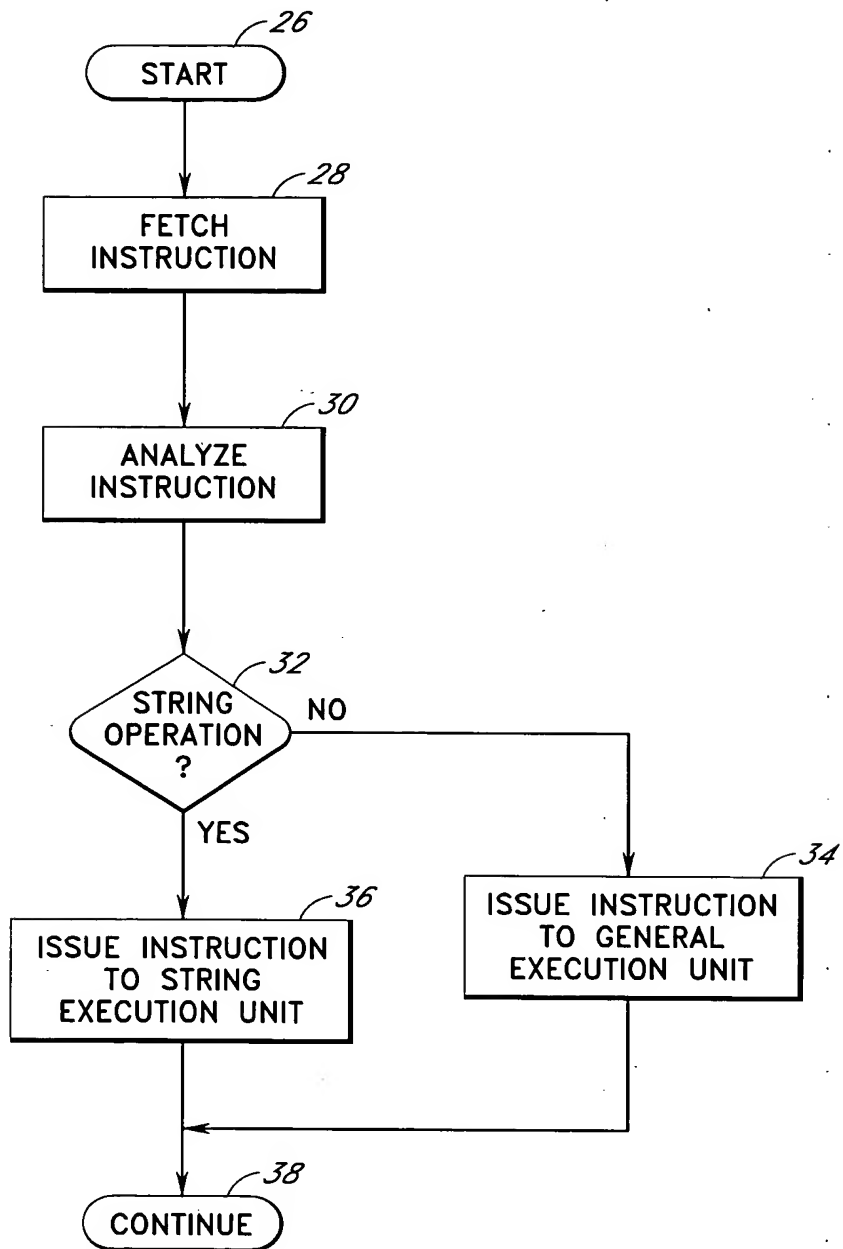 26
START
28
FETCH
INSTRUCTION
30
ANALYZE
INSTRUCTION
32
STRING
OPERATION
?
NO
YES
34
ISSUE INSTRUCTION
TO GENERAL
EXECUTION UNIT
36
ISSUE INSTRUCTION
TO STRING
EXECUTION UNIT
38
CONTINUE